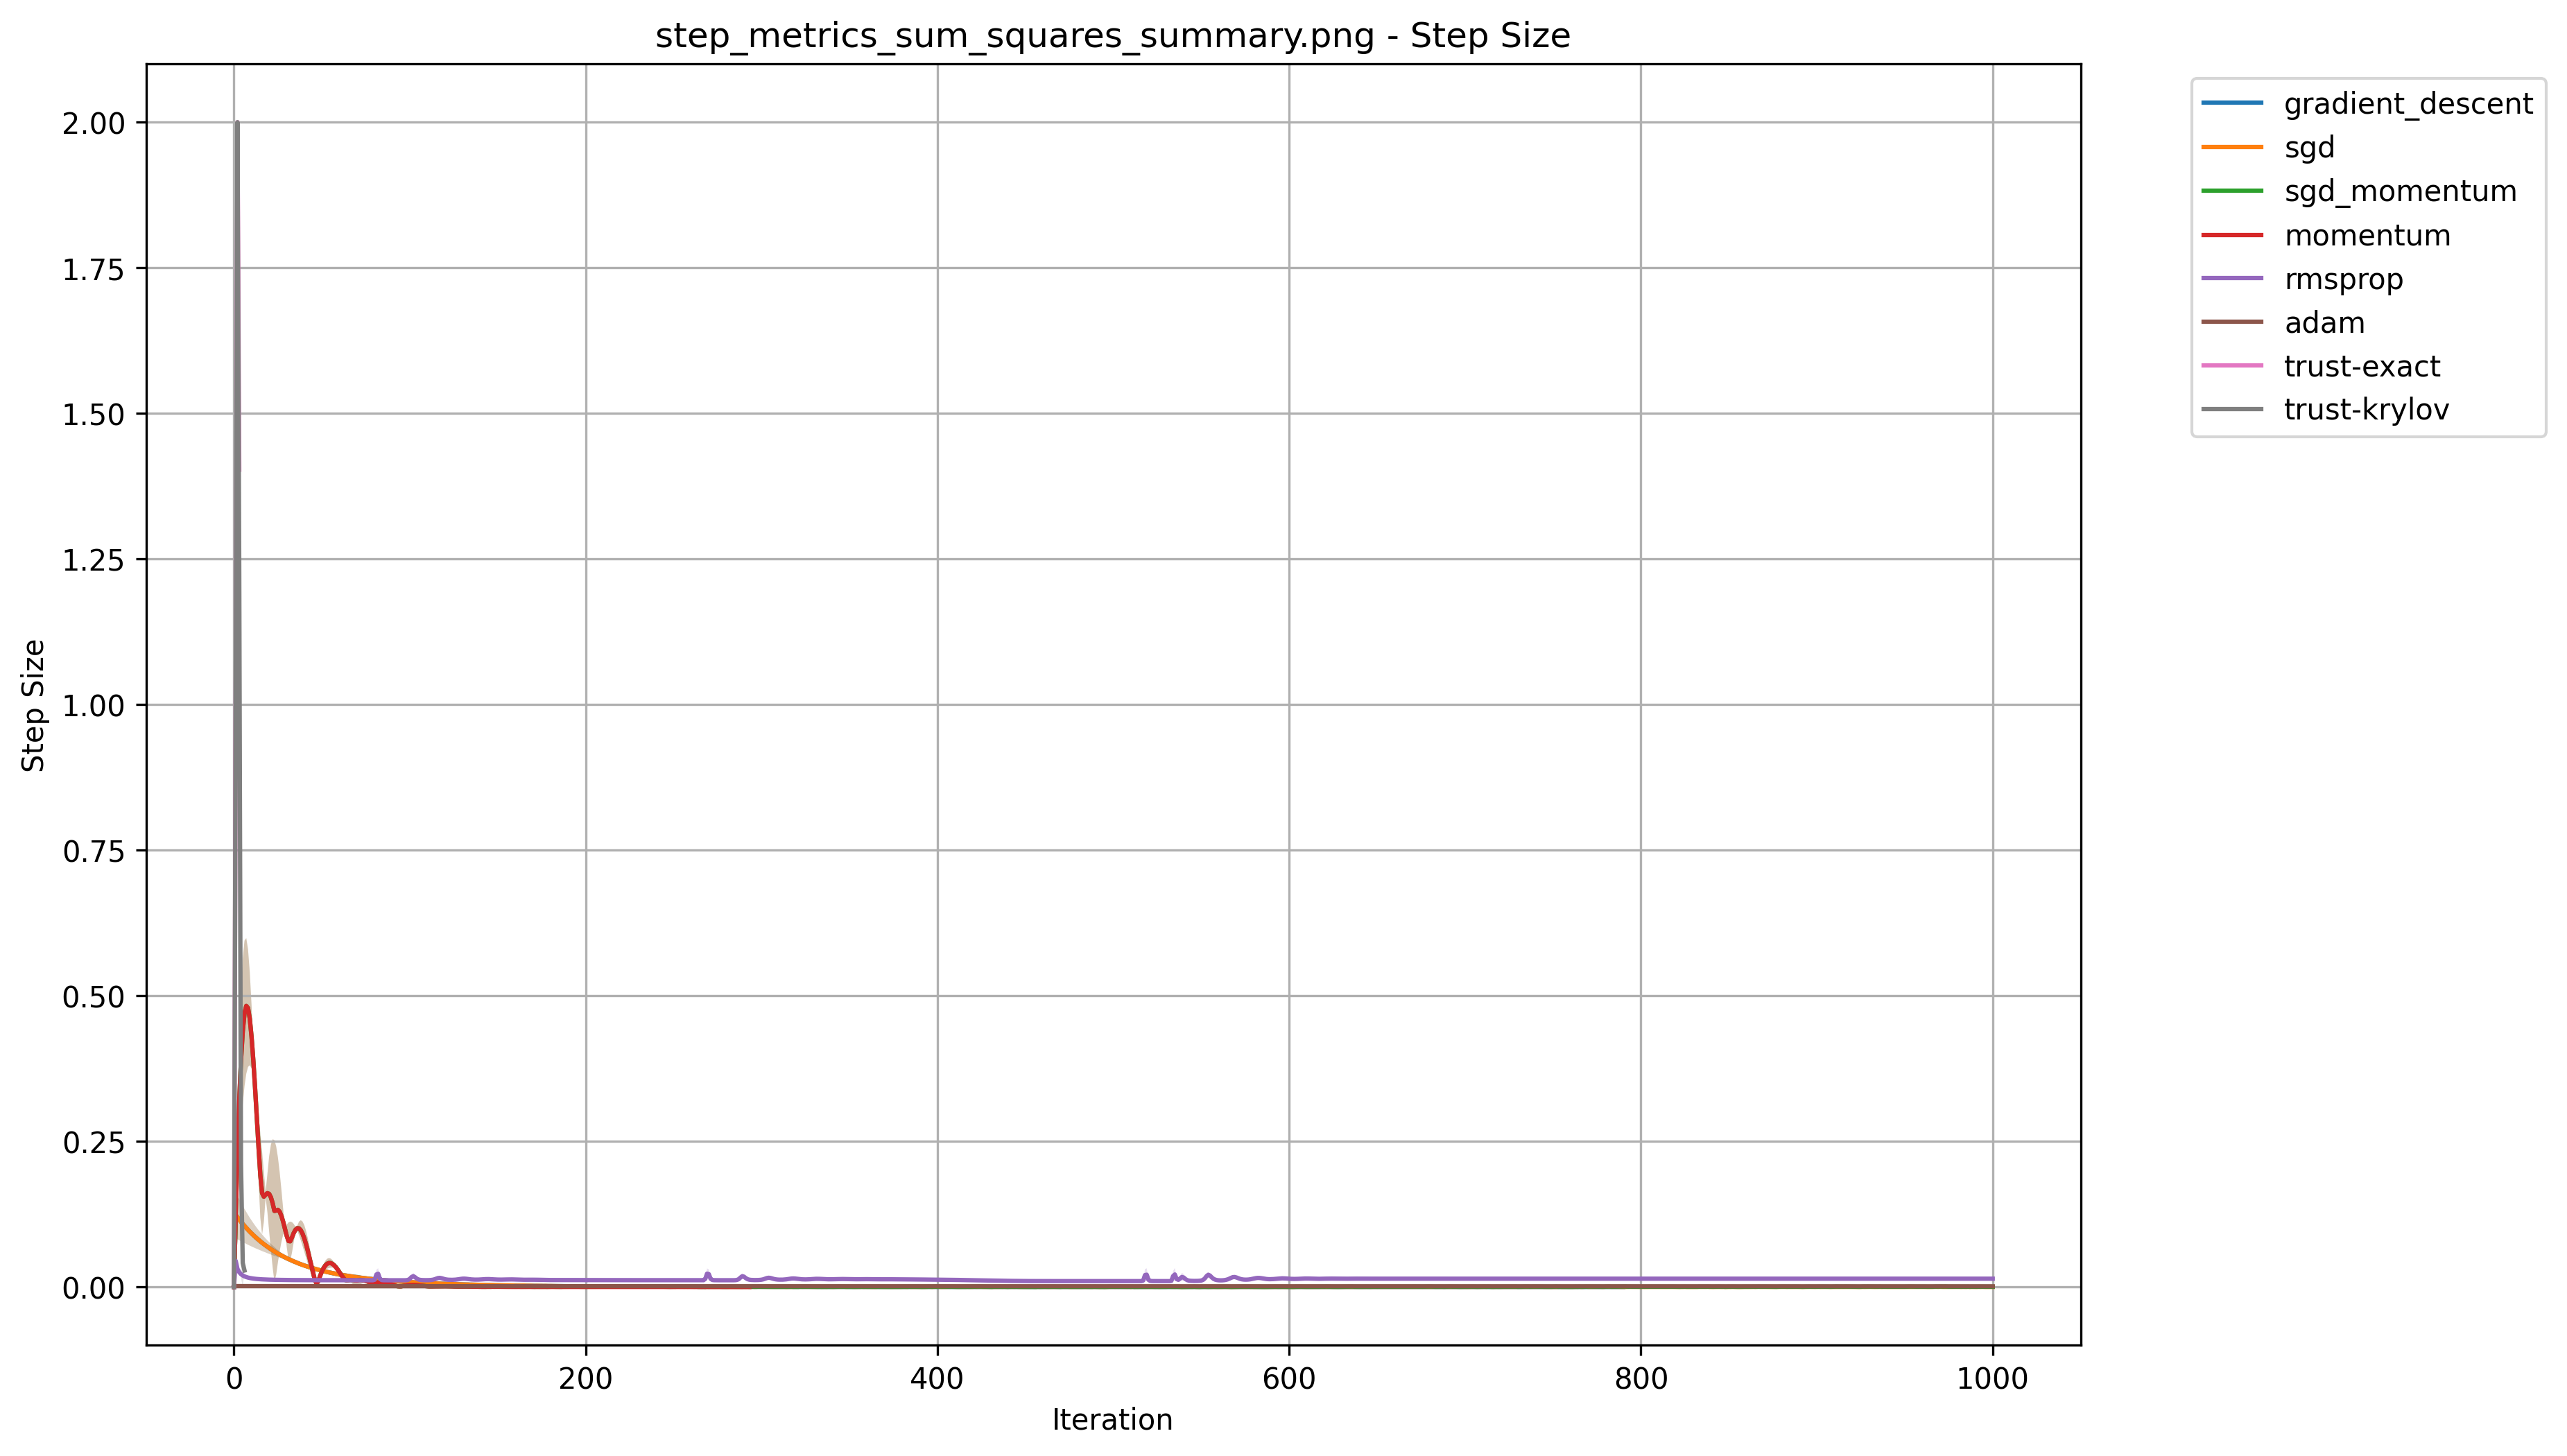 step_metrics_sum_squares_summary.png - Step Size
2.00
1.75
1.50
1.25
1.00
0.75
0.50
0.25
0.00
Step Size
0
200
400
600
800
1000
Iteration
gradient_descent
sgd
sgd_momentum
momentum
rmsprop
adam
trust-exact
trust-krylov